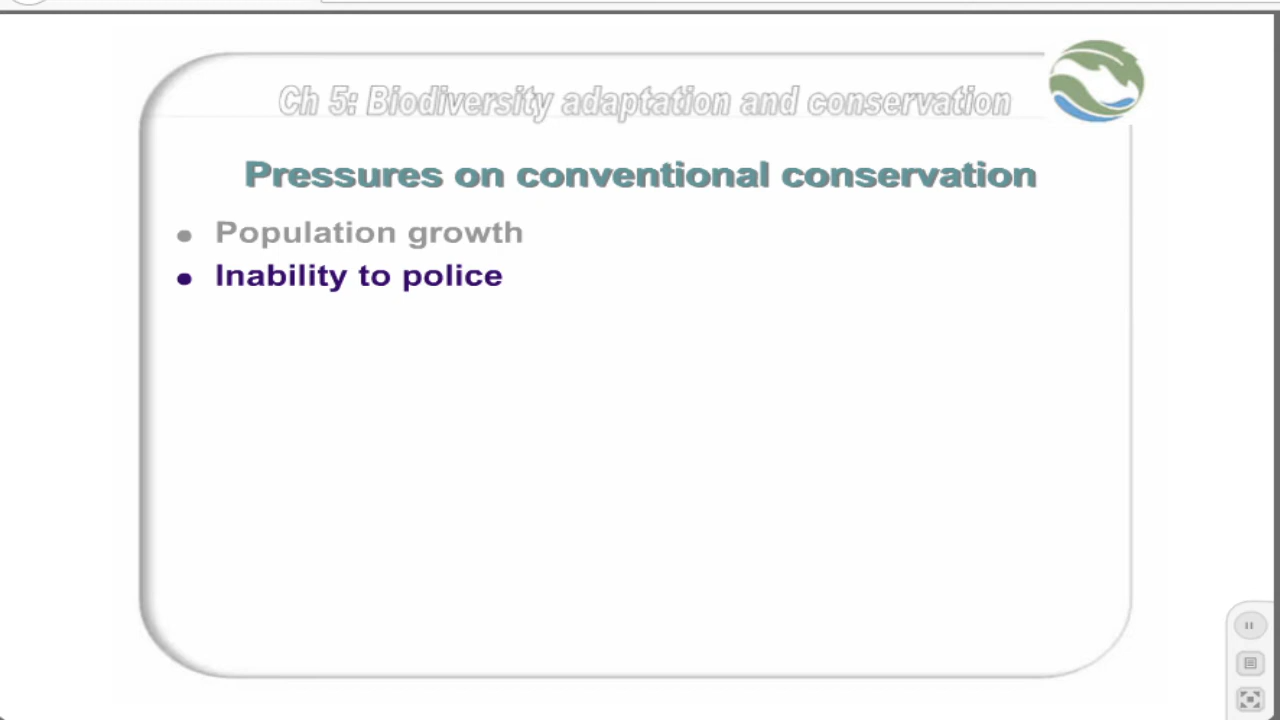 Ch 5: Biodiversity adaptation and conservation
Pressures on conventional conservation
• Population growth
• Inability to police